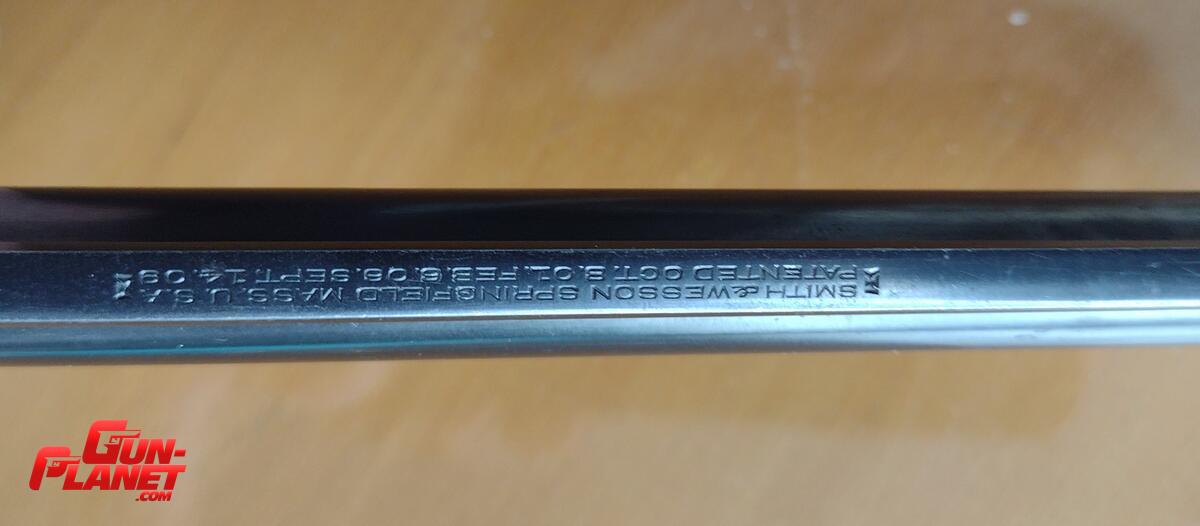 SMITH & WESSON SPRINGFIELD MASS. U.S.A.
PATENTED OCT. 8.01. FEB. 6.06. SEPT. 14.09
GUN-
PLANET
.COM